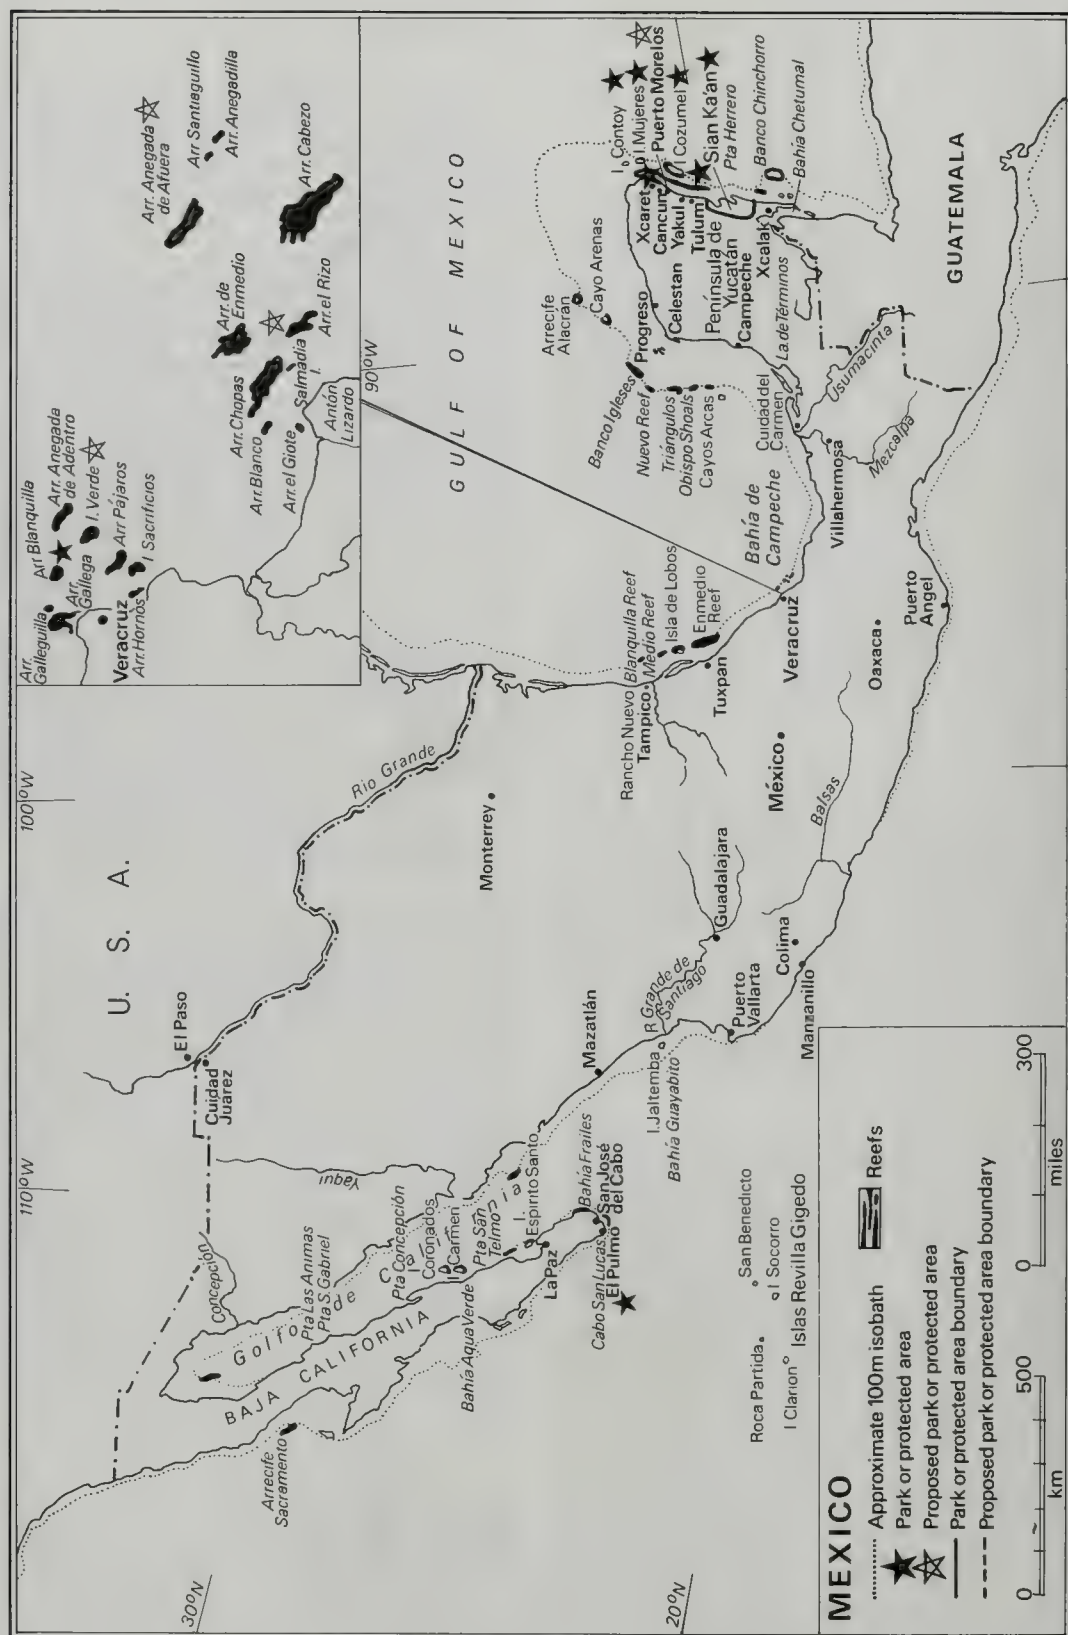 MEXICO
Approximate 100m isobath
Reefs
Park or protected area
Proposed park or protected area
Park or protected area boundary
Proposed park or protected area boundary
0
500
km
0
300
miles
30°N
20°N
110°W
100°W
90°W
U. S. A.
GULF OF MEXICO
GUATEMALA
El Paso
Cuidad
Juarez
Rio Grande
Monterrey
Concepción
Yaqui
Golfo de California
BAJA CALIFORNIA
Pta Las Animas
Pta S. Gabriel
Arrecife
Sacramento
Pta Concepción
I
Coronados
I
Carmen
Pta San
Telmo
Bahía Aqua Verde
I.
Espirito Santo
La Paz
Bahía Frailes
San José
del Cabo
El Pulmo
Cabo San Lucas
Mazatlán
I. Jaltemba
Bahía Guayabito
R Grande de
Santiago
Guadalajara
Puerto
Vallarta
Colima
Manzanillo
San Benedicto
I Socorro
Roca Partida
I Clarion
Islas Revilla Gigedo
Balsas
México
Oaxaca
Puerto
Angel
Rancho Nuevo
Tampico
Blanquilla Reef
Medio Reef
Isla de Lobos
Enmedio
Reef
Tuxpan
Veracruz
Bahía de
Campeche
Villahermosa
Mezcalpa
Usumacinta
Cuidad del
Carmen
La. de Términos
Campeche
Celestan
Progreso
Península de
Yucatán
Arrecife
Alacrán
Cayo Arenas
Banco Igleses
Nuevo Reef
Triángulos
Obispo Shoals
Cayos Arcas
I Contoy
I. Mujeres
Puerto Morelos
I Cozumel
Xcaret
Cancun
Yakul
Tulum
Sian Ka'an
Pta Herrero
Banco Chinchorro
Bahía Chetumal
Xcalak
Arr.
Galleguilla
Arr Blanquilla
Arr.
Gallega
Arr. Anegada
de Adentro
I. Verde
Arr Pájaros
I Sacrificios
Veracruz
Arr. Hornos
Arr. Anegada
de Afuera
Arr Santiaguillo
Arr. Anegadilla
Arr. Cabezo
Arr. de
Enmedio
Arr. el Rizo
Arr. Chopas
Salmadia
I.
Arr. Blanco
Arr. el Giote
Antón
Lizardo